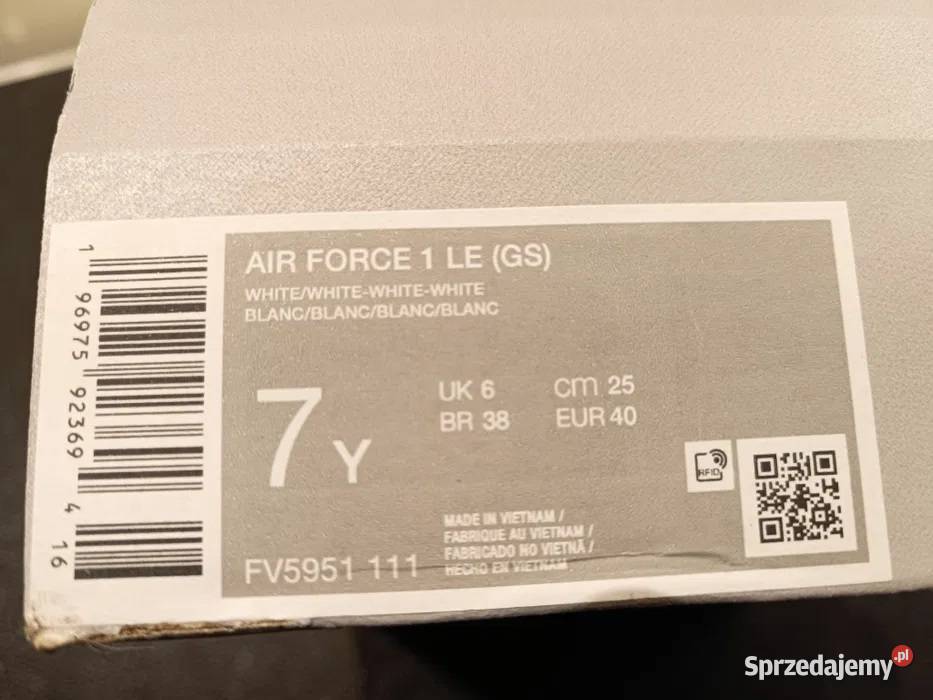 1 96975 92369 4 16
AIR FORCE 1 LE (GS)
WHITE/WHITE-WHITE-WHITE
BLANC/BLANC/BLANC/BLANC
7Y
UK 6 cm 25
BR 38 EUR 40
RFID
MADE IN VIETNAM /
FABRIQUE AU VIETNAM /
FABRICADO NO VIETNÃ /
HECHO EN VIETNAM
FV5951 111
Sprzedajemy.pl